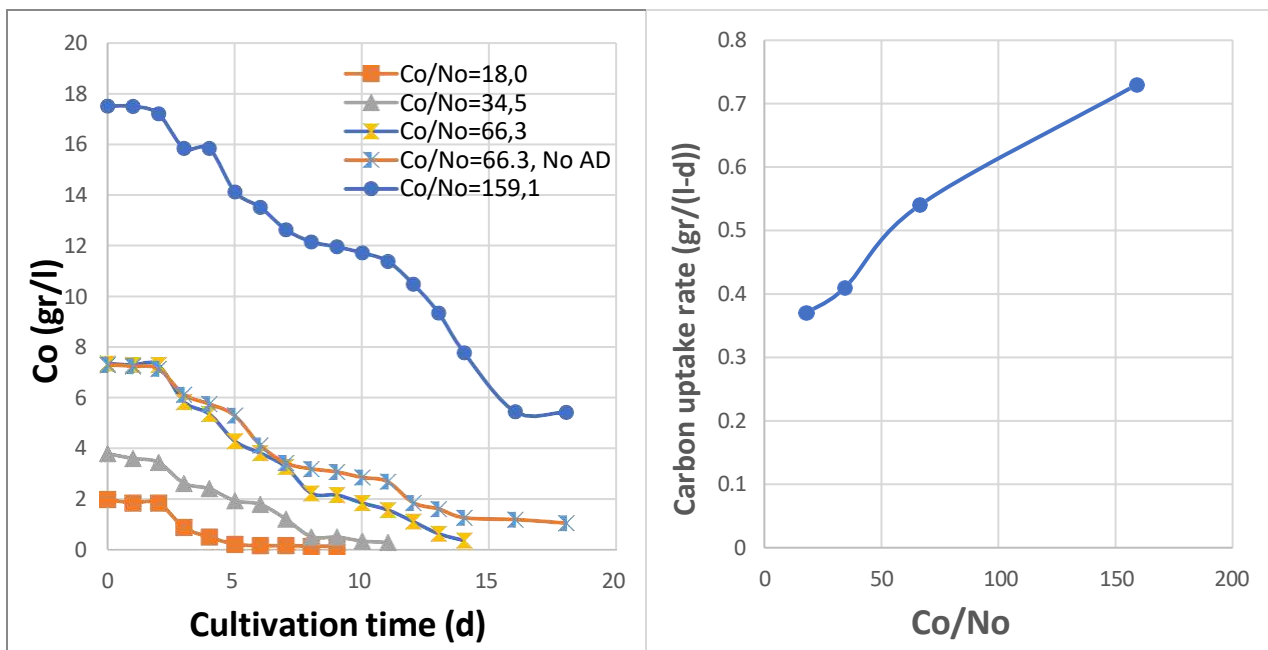 20
18
16
14
12
10
8
6
4
2
0
Co (gr/l)
Co/No=18,0
Co/No=34,5
Co/No=66,3
Co/No=66.3, No AD
Co/No=159,1
0 5 10 15 20
Cultivation time (d)
0.8
0.7
0.6
0.5
0.4
0.3
0.2
0.1
0
Carbon uptake rate (gr/(l-d))
0 50 100 150 200
Co/No